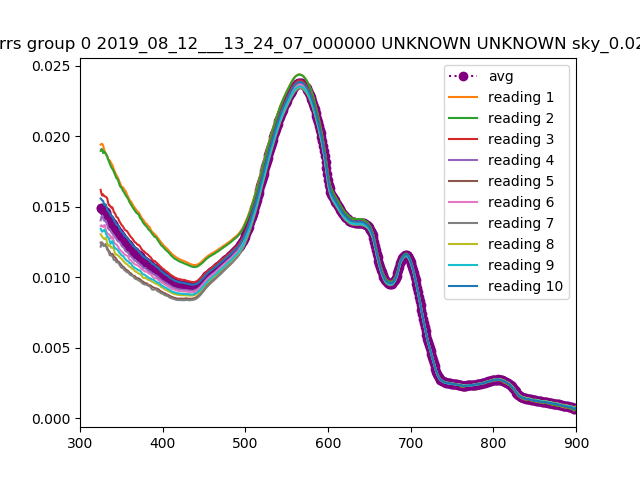 rrs group 0 2019_08_12___13_24_07_000000 UNKNOWN UNKNOWN sky_0.02
0.025
0.020
0.015
0.010
0.005
0.000
300 400 500 600 700 800 900
avg
reading 1
reading 2
reading 3
reading 4
reading 5
reading 6
reading 7
reading 8
reading 9
reading 10